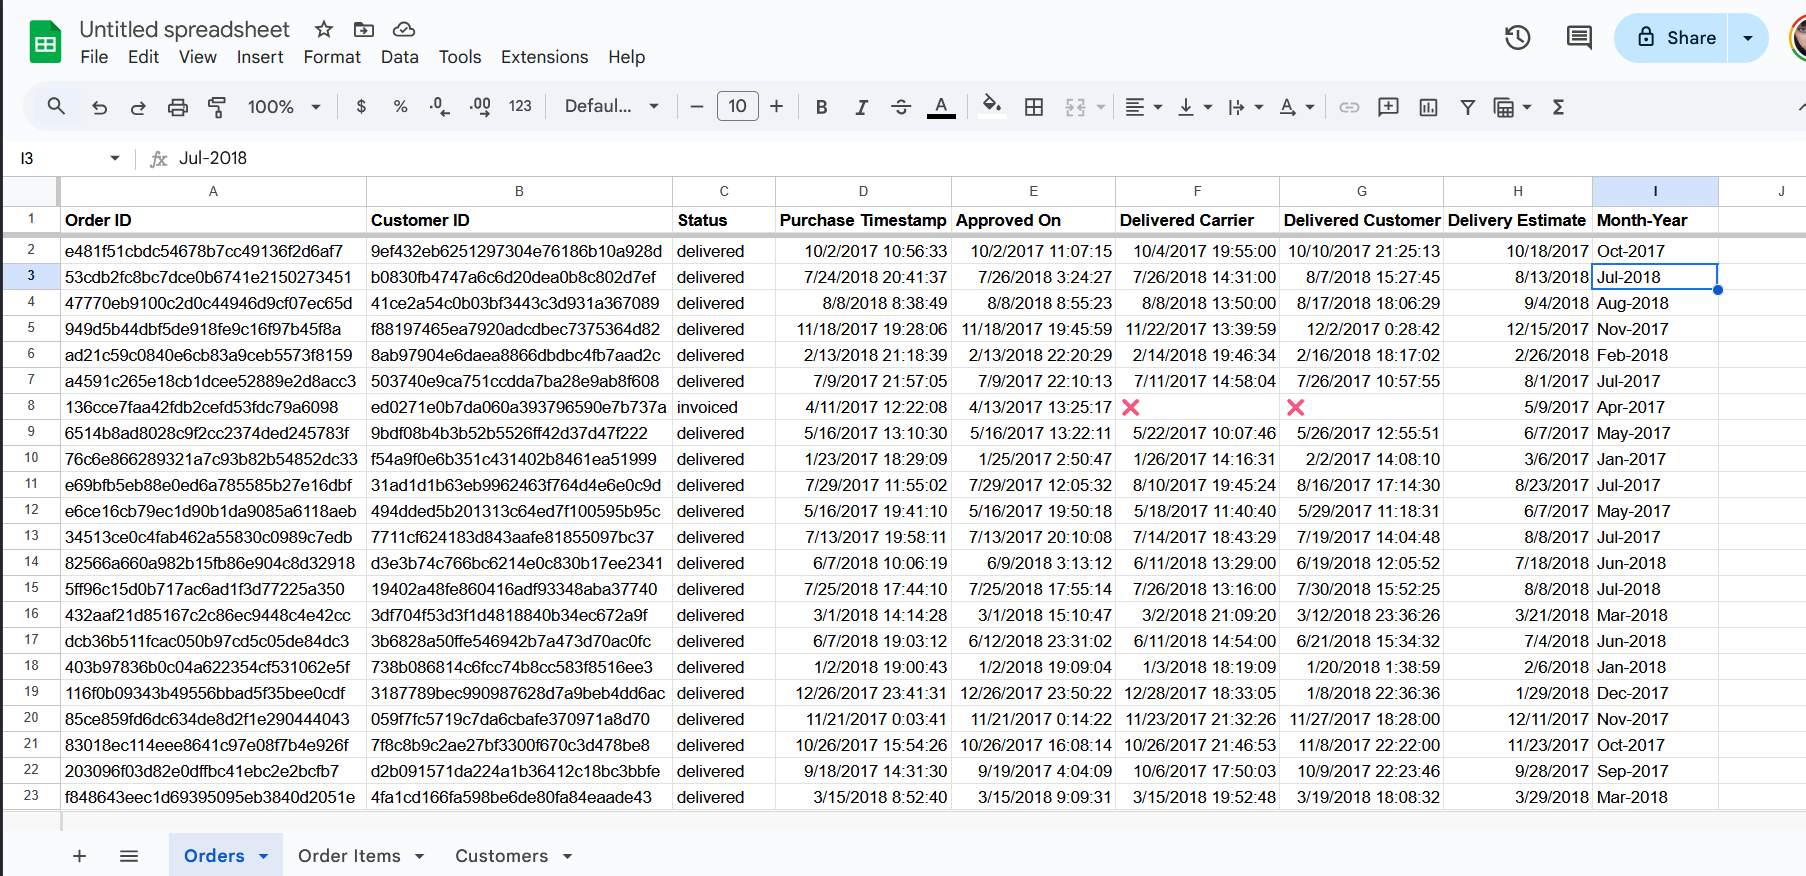 Untitled spreadsheet
File Edit View Insert Format Data Tools Extensions Help
Share
100% $ % .0 .00 123 Defaul... 10 B I A
I3 fx Jul-2018
A B C D E F G H I J
1 Order ID Customer ID Status Purchase Timestamp Approved On Delivered Carrier Delivered Customer Delivery Estimate Month-Year
2 e481f51cbdc54678b7cc49136f2d6af7 9ef432eb6251297304e76186b10a928d delivered 10/2/2017 10:56:33 10/2/2017 11:07:15 10/4/2017 19:55:00 10/10/2017 21:25:13 10/18/2017 Oct-2017
3 53cdb2fc8bc7dce0b6741e2150273451 b0830fb4747a6c6d20dea0b8c802d7ef delivered 7/24/2018 20:41:37 7/26/2018 3:24:27 7/26/2018 14:31:00 8/7/2018 15:27:45 8/13/2018 Jul-2018
4 47770eb9100c2d0c44946d9cf07ec65d 41ce2a54c0b03bf3443c3d931a367089 delivered 8/8/2018 8:38:49 8/8/2018 8:55:23 8/8/2018 13:50:00 8/17/2018 18:06:29 9/4/2018 Aug-2018
5 949d5b44dbf5de918fe9c16f97b45f8a f88197465ea7920adcdbec7375364d82 delivered 11/18/2017 19:28:06 11/18/2017 19:45:59 11/22/2017 13:39:59 12/2/2017 0:28:42 12/15/2017 Nov-2017
6 ad21c59c0840e6cb83a9ceb5573f8159 8ab97904e6daea8866dbdbc4fb7aad2c delivered 2/13/2018 21:18:39 2/13/2018 22:20:29 2/14/2018 19:46:34 2/16/2018 18:17:02 2/26/2018 Feb-2018
7 a4591c265e18cb1dcee52889e2d8acc3 503740e9ca751ccdda7ba28e9ab8f608 delivered 7/9/2017 21:57:05 7/9/2017 22:10:13 7/11/2017 14:58:04 7/26/2017 10:57:55 8/1/2017 Jul-2017
8 136cce7faa42fdb2cefd53fdc79a6098 ed0271e0b7da060a393796590e7b737a invoiced 4/11/2017 12:22:08 4/13/2017 13:25:17 ❌ ❌ 5/9/2017 Apr-2017
9 6514b8ad8028c9f2cc2374ded245783f 9bdf08b4b3b52b5526ff42d37d47f222 delivered 5/16/2017 13:10:30 5/16/2017 13:22:11 5/22/2017 10:07:46 5/26/2017 12:55:51 6/7/2017 May-2017
10 76c6e866289321a7c93b82b54852dc33 f54a9f0e6b351c431402b8461ea51999 delivered 1/23/2017 18:29:09 1/25/2017 2:50:47 1/26/2017 14:16:31 2/2/2017 14:08:10 3/6/2017 Jan-2017
11 e69bfb5eb88e0ed6a785585b27e16dbf 31ad1d1b63eb9962463f764d4e6e0c9d delivered 7/29/2017 11:55:02 7/29/2017 12:05:32 8/10/2017 19:45:24 8/16/2017 17:14:30 8/23/2017 Jul-2017
12 e6ce16cb79ec1d90b1da9085a6118aeb 494dded5b201313c64ed7f100595b95c delivered 5/16/2017 19:41:10 5/16/2017 19:50:18 5/18/2017 11:40:40 5/29/2017 11:18:31 6/7/2017 May-2017
13 34513ce0c4fab462a55830c0989c7edb 7711cf624183d843aafe81855097bc37 delivered 7/13/2017 19:58:11 7/13/2017 20:10:08 7/14/2017 18:43:29 7/19/2017 14:04:48 8/8/2017 Jul-2017
14 82566a660a982b15fb86e904c8d32918 d3e3b74c766bc6214e0c830b17ee2341 delivered 6/7/2018 10:06:19 6/9/2018 3:13:12 6/11/2018 13:29:00 6/19/2018 12:05:52 7/18/2018 Jun-2018
15 5ff96c15d0b717ac6ad1f3d77225a350 19402a48fe860416adf93348aba37740 delivered 7/25/2018 17:44:10 7/25/2018 17:55:14 7/26/2018 13:16:00 7/30/2018 15:52:25 8/8/2018 Jul-2018
16 432aaf21d85167c2c86ec9448c4e42cc 3df704f53d3f1d4818840b34ec672a9f delivered 3/1/2018 14:14:28 3/1/2018 15:10:47 3/2/2018 21:09:20 3/12/2018 23:36:26 3/21/2018 Mar-2018
17 dcb36b511fcac050b97cd5c05de84dc3 3b6828a50ffe546942b7a473d70ac0fc delivered 6/7/2018 19:03:12 6/12/2018 23:31:02 6/11/2018 14:54:00 6/21/2018 15:34:32 7/4/2018 Jun-2018
18 403b97836b0c04a622354cf531062e5f 738b086814c6fcc74b8cc583f8516ee3 delivered 1/2/2018 19:00:43 1/2/2018 19:09:04 1/3/2018 18:19:09 1/20/2018 1:38:59 2/6/2018 Jan-2018
19 116f0b09343b49556bbad5f35bee0cdf 3187789bec990987628d7a9beb4dd6ac delivered 12/26/2017 23:41:31 12/26/2017 23:50:22 12/28/2017 18:33:05 1/8/2018 22:36:36 1/29/2018 Dec-2017
20 85ce859fd6dc634de8d2f1e290444043 059f7fc5719c7da6cbafe370971a8d70 delivered 11/21/2017 0:03:41 11/21/2017 0:14:22 11/23/2017 21:32:26 11/27/2017 18:28:00 12/11/2017 Nov-2017
21 83018ec114eee8641c97e08f7b4e926f 7f8c8b9c2ae27bf3300f670c3d478be8 delivered 10/26/2017 15:54:26 10/26/2017 16:08:14 10/26/2017 21:46:53 11/8/2017 22:22:00 11/23/2017 Oct-2017
22 203096f03d82e0dffbc41ebc2e2bcfb7 d2b091571da224a1b36412c18bc3bbfe delivered 9/18/2017 14:31:30 9/19/2017 4:04:09 10/6/2017 17:50:03 10/9/2017 22:23:46 9/28/2017 Sep-2017
23 f848643eec1d69395095eb3840d2051e 4fa1cd166fa598be6de80fa84eaade43 delivered 3/15/2018 8:52:40 3/15/2018 9:09:31 3/15/2018 19:52:48 3/19/2018 18:08:32 3/29/2018 Mar-2018
Orders Order Items Customers